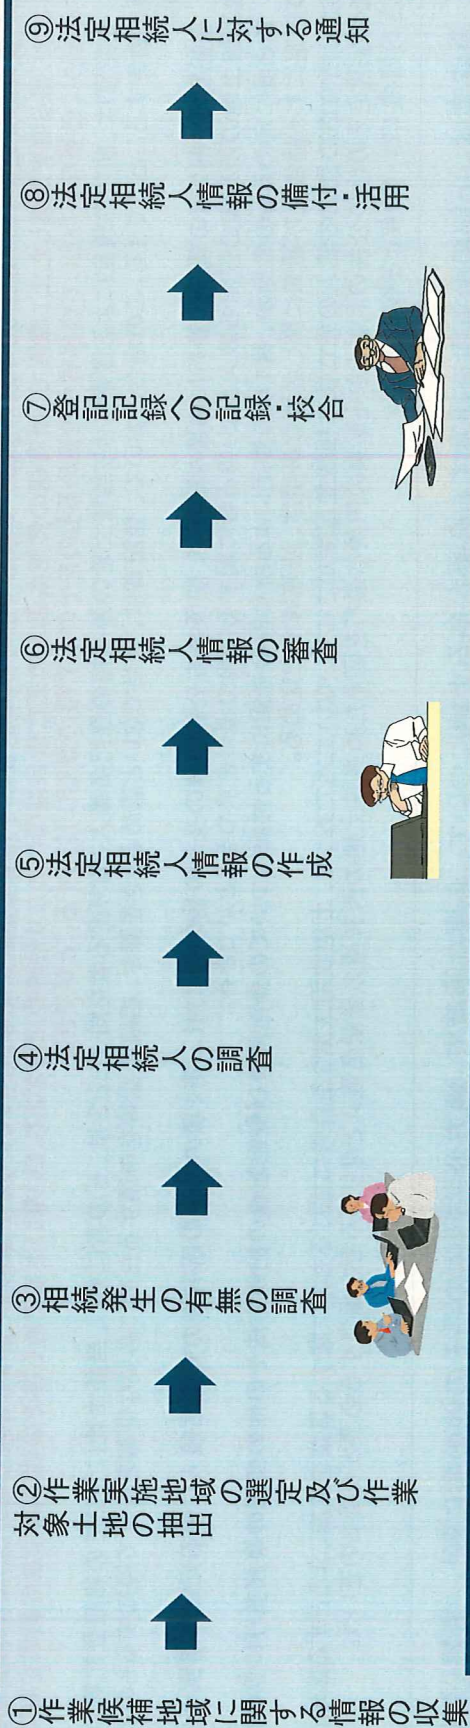 ①作業候補地域に関する情報の収集
②作業実施地域の選定及び作業
対象土地の抽出
③相続発生の有無の調査
④法定相続人の調査
⑤法定相続人情報の作成
⑥法定相続人情報の審査
⑦登記記録への記録・校合
⑧法定相続人情報の備付・活用
⑨法定相続人に対する通知